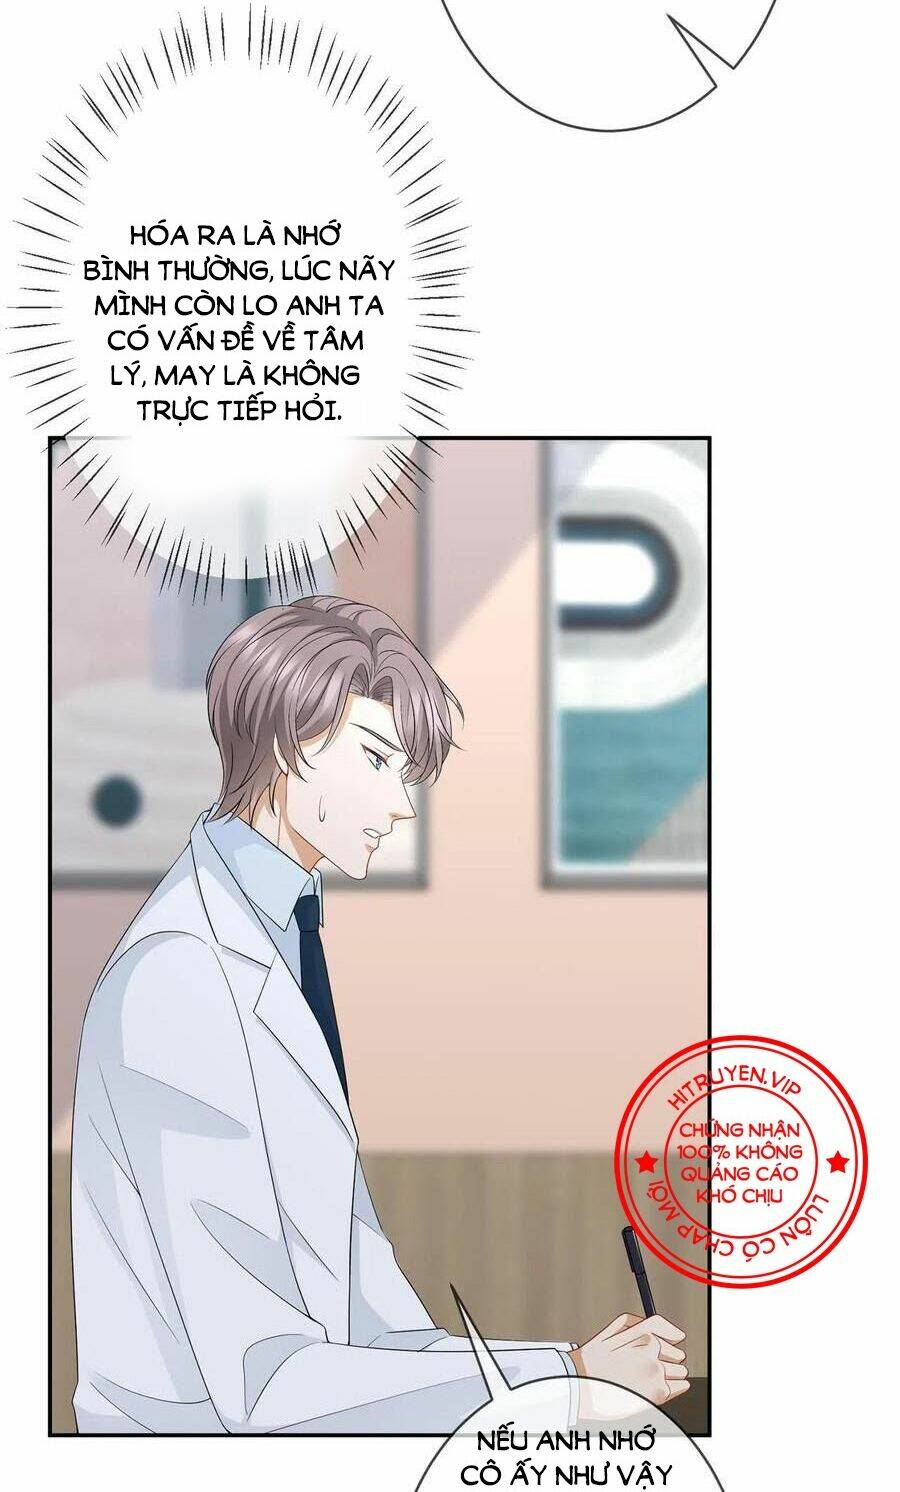 HÓA RA LÀ NHỚ
BÌNH THƯỜNG, LÚC NÃY
MÌNH CÒN LO ANH TA
CÓ VẤN ĐỀ VỀ TÂM
LÝ, MAY LÀ KHÔNG
TRỰC TIẾP HỎI.
HITRUYEN.VIP
CHỨNG NHẬN
100% KHÔNG
QUẢNG CÁO
KHÓ CHỊU
LUÔN CÓ CHAP MỚI
NẾU ANH NHỚ
CÔ ẤY NHƯ VẬY